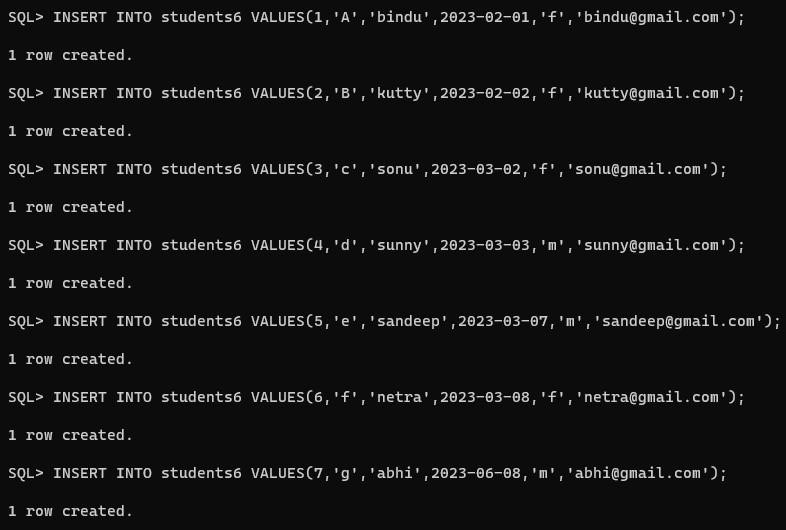 SQL> INSERT INTO students6 VALUES(1,'A','bindu',2023-02-01,'f','bindu@gmail.com');
1 row created.
SQL> INSERT INTO students6 VALUES(2,'B','kutty',2023-02-02,'f','kutty@gmail.com');
1 row created.
SQL> INSERT INTO students6 VALUES(3,'c','sonu',2023-03-02,'f','sonu@gmail.com');
1 row created.
SQL> INSERT INTO students6 VALUES(4,'d','sunny',2023-03-03,'m','sunny@gmail.com');
1 row created.
SQL> INSERT INTO students6 VALUES(5,'e','sandeep',2023-03-07,'m','sandeep@gmail.com');
1 row created.
SQL> INSERT INTO students6 VALUES(6,'f','netra',2023-03-08,'f','netra@gmail.com');
1 row created.
SQL> INSERT INTO students6 VALUES(7,'g','abhi',2023-06-08,'m','abhi@gmail.com');
1 row created.